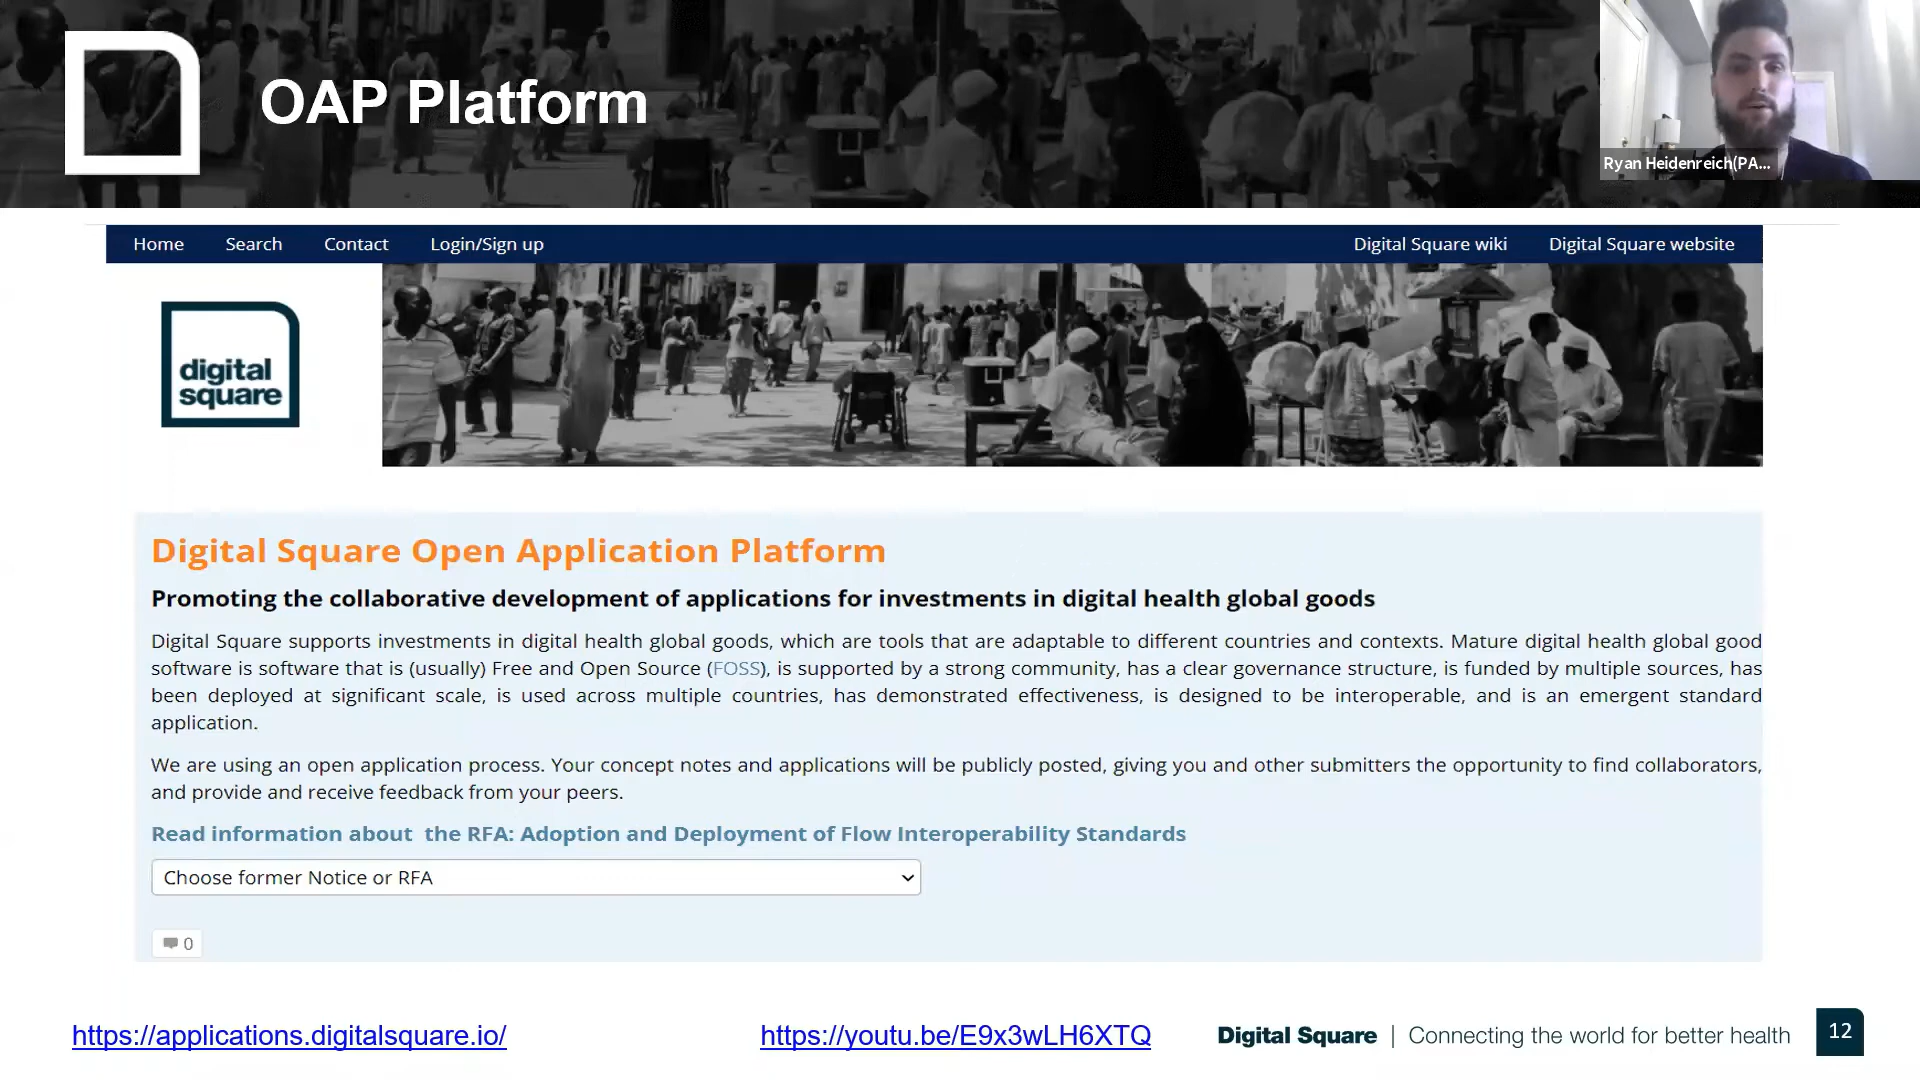 OAP Platform
Ryan Heidenreich(PA...
Home Search Contact Login/Sign up Digital Square wiki Digital Square website
digital
square
Digital Square Open Application Platform
Promoting the collaborative development of applications for investments in digital health global goods
Digital Square supports investments in digital health global goods, which are tools that are adaptable to different countries and contexts. Mature digital health global good
software is software that is (usually) Free and Open Source (FOSS), is supported by a strong community, has a clear governance structure, is funded by multiple sources, has
been deployed at significant scale, is used across multiple countries, has demonstrated effectiveness, is designed to be interoperable, and is an emergent standard
application.
We are using an open application process. Your concept notes and applications will be publicly posted, giving you and other submitters the opportunity to find collaborators,
and provide and receive feedback from your peers.
Read information about the RFA: Adoption and Deployment of Flow Interoperability Standards
Choose former Notice or RFA
0
https://applications.digitalsquare.io/ https://youtu.be/E9x3wLH6XTQ Digital Square | Connecting the world for better health 12